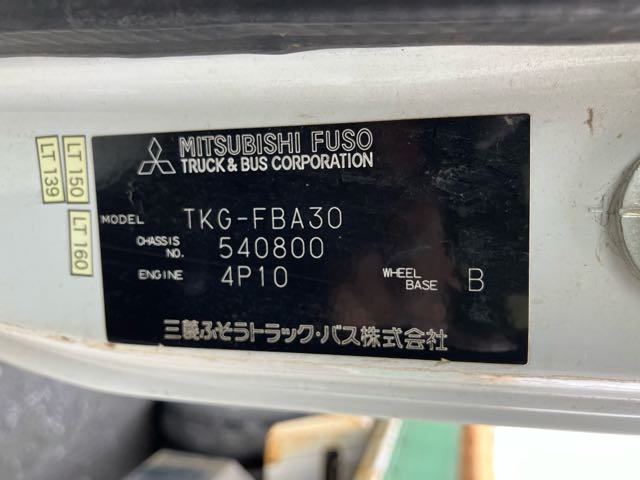 MITSUBISHI FUSO
TRUCK & BUS CORPORATION
LT 139
LT 150
LT 160
MODEL TKG-FBA30
CHASSIS NO. 540800
ENGINE 4P10 WHEEL BASE B
三菱ふそうトラック・バス株式会社